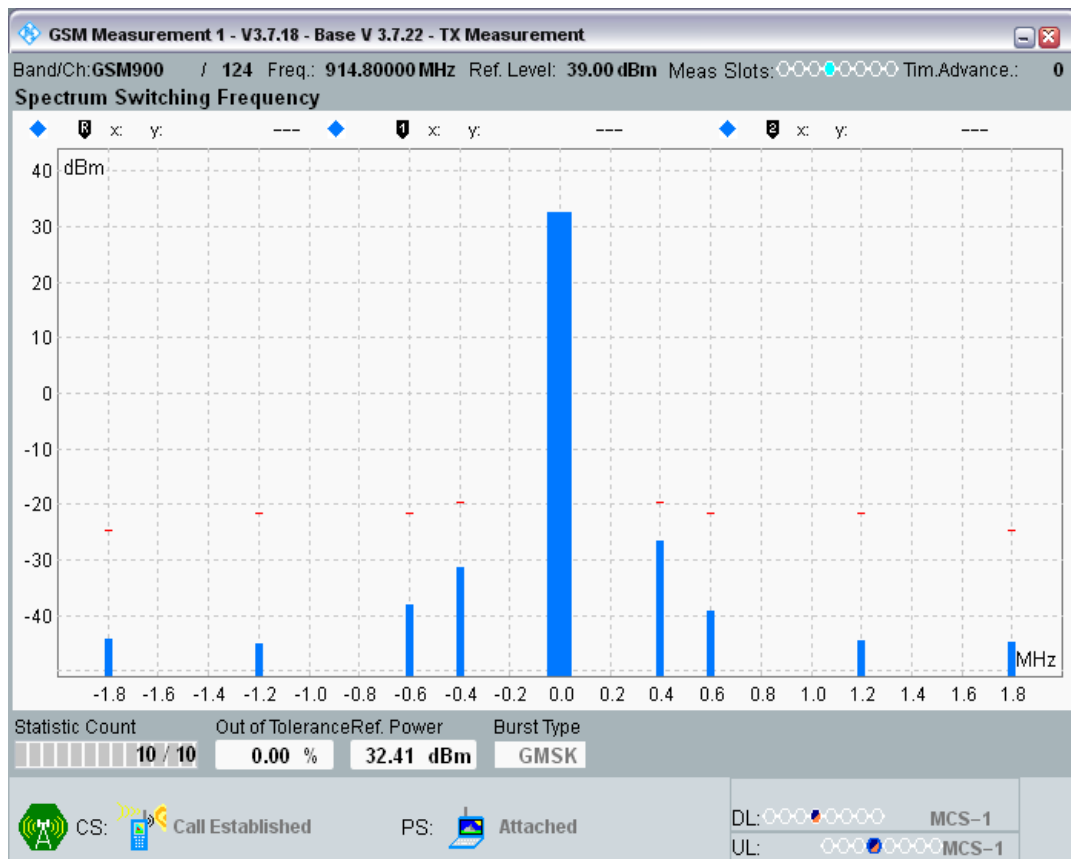 GSM Measurement 1 - V3.7.18 - Base V 3.7.22 - TX Measurement
Band/Ch:GSM900 / 124 Freq.: 914.80000 MHz Ref. Level: 39.00 dBm Meas Slots: Tim.Advance.: 0
Spectrum Switching Frequency
R x: y: --- 1 x: y: --- 2 x: y: ---
dBm
40
30
20
10
0
-10
-20
-30
-40
MHz
-1.8 -1.6 -1.4 -1.2 -1.0 -0.8 -0.6 -0.4 -0.2 0.0 0.2 0.4 0.6 0.8 1.0 1.2 1.4 1.6 1.8
Statistic Count Out of Tolerance Ref. Power Burst Type
10 / 10 0.00 % 32.41 dBm GMSK
CS: Call Established PS: Attached DL: MCS-1
UL: MCS-1